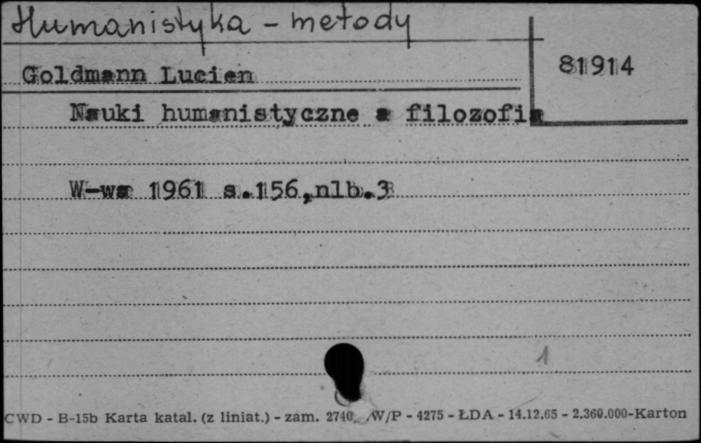 Humanistyka - metody
81914
Goldmann Lucien
Nauki humanistyczne a filozofia
W-wa 1961 s.156,nlb.3
1
CWD - B-15b Karta katal. (z liniat.) - zam. 2740 W/P - 4275 - ŁDA - 14.12.65 - 2.360.000-Karton